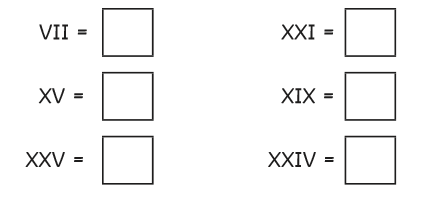 VII =
XXI =
XV =
XIX =
XXV =
XXIV =